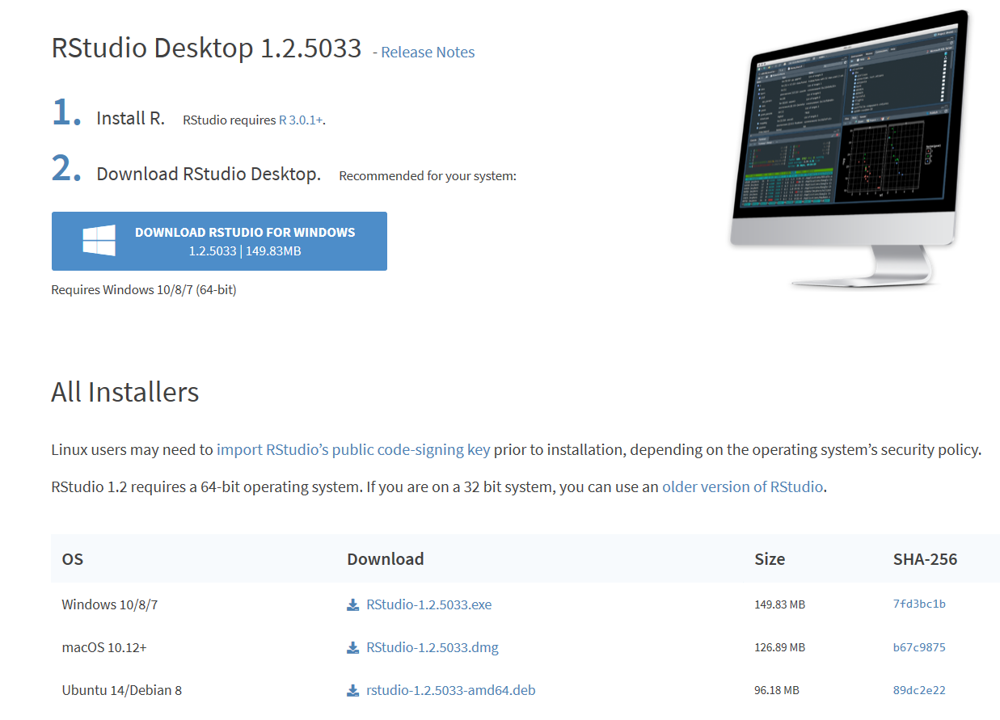 RStudio Desktop 1.2.5033 - Release Notes
1. Install R. RStudio requires R 3.0.1+.
2. Download RStudio Desktop. Recommended for your system:
DOWNLOAD RSTUDIO FOR WINDOWS
1.2.5033 | 149.83MB
Requires Windows 10/8/7 (64-bit)
All Installers
Linux users may need to import RStudio’s public code-signing key prior to installation, depending on the operating system’s security policy.
RStudio 1.2 requires a 64-bit operating system. If you are on a 32 bit system, you can use an older version of RStudio.
OS Download Size SHA-256
Windows 10/8/7 RStudio-1.2.5033.exe 149.83 MB 7fd3bc1b
macOS 10.12+ RStudio-1.2.5033.dmg 126.89 MB b67c9875
Ubuntu 14/Debian 8 rstudio-1.2.5033-amd64.deb 96.18 MB 89dc2e22